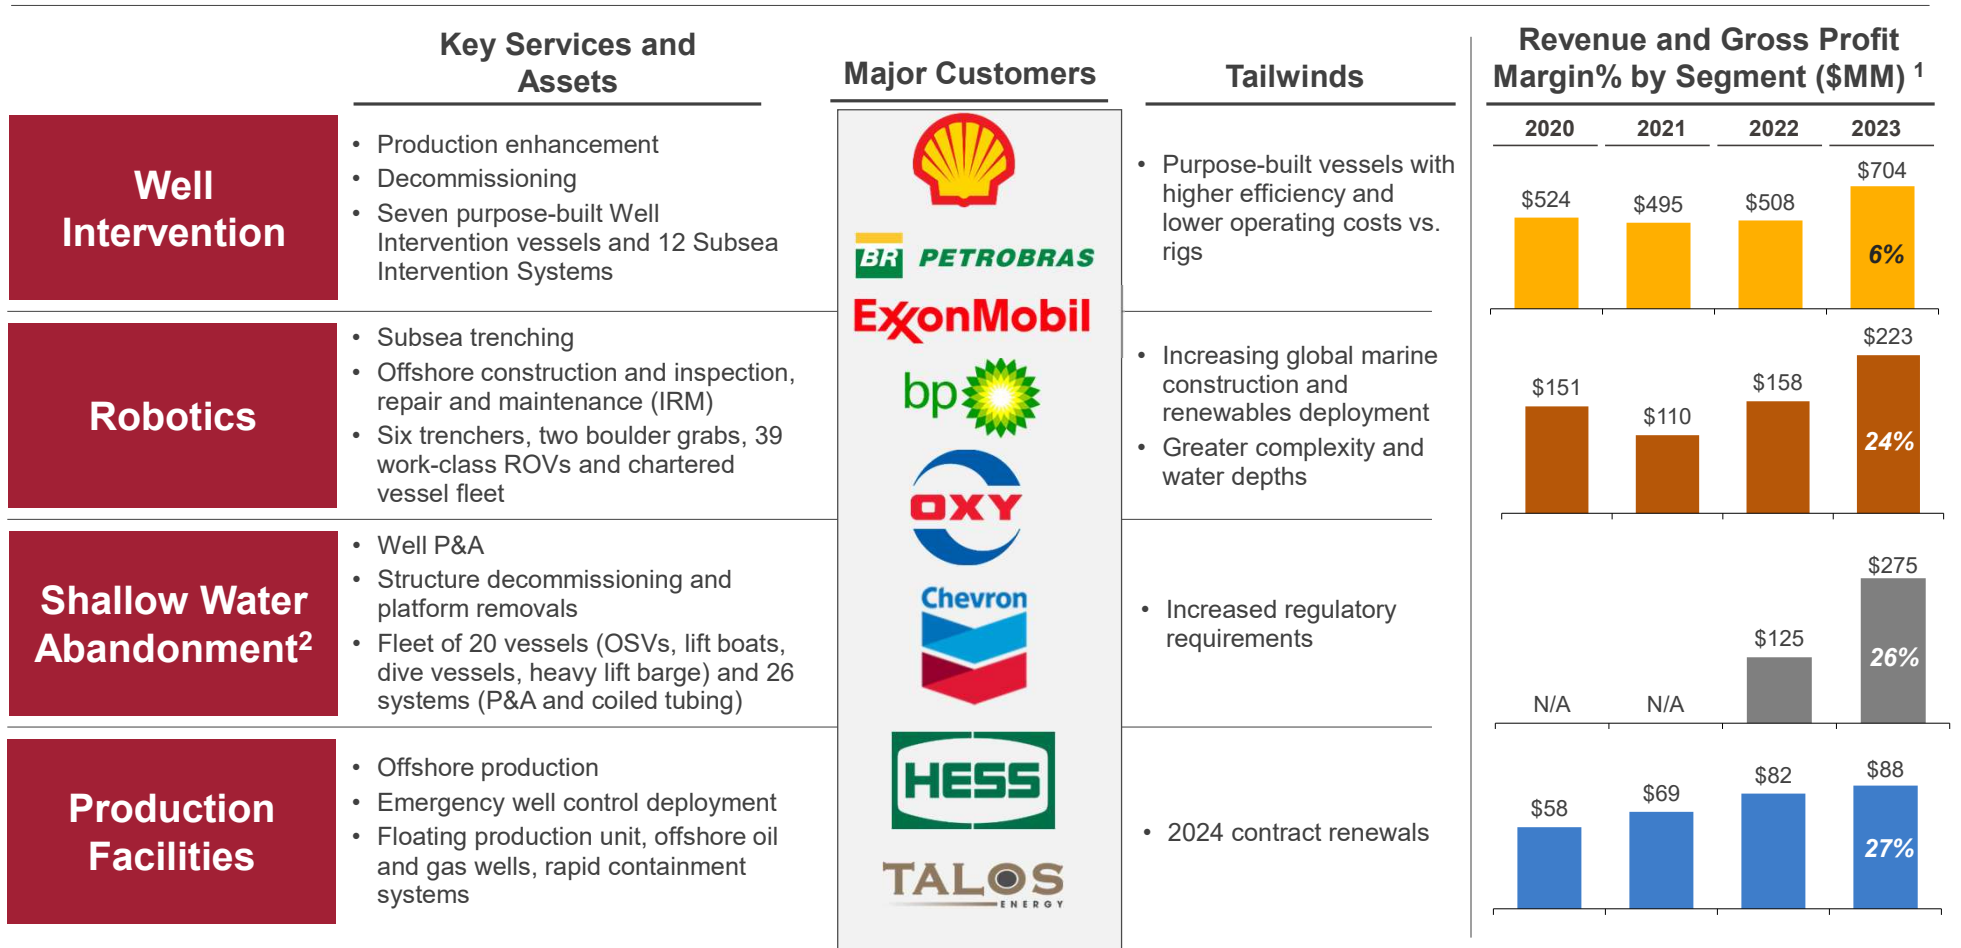 Key Services and
Assets
Major Customers
Tailwinds
Revenue and Gross Profit
Margin% by Segment ($MM) 1
2020 2021 2022 2023
Well
Intervention
• Production enhancement
• Decommissioning
• Seven purpose-built Well
Intervention vessels and 12 Subsea
Intervention Systems
• Purpose-built vessels with
higher efficiency and
lower operating costs vs.
rigs
$524 $495 $508 $704
6%
Robotics
• Subsea trenching
• Offshore construction and inspection,
repair and maintenance (IRM)
• Six trenchers, two boulder grabs, 39
work-class ROVs and chartered
vessel fleet
• Increasing global marine
construction and
renewables deployment
• Greater complexity and
water depths
$151 $110 $158 $223
24%
Shallow Water
Abandonment2
• Well P&A
• Structure decommissioning and
platform removals
• Fleet of 20 vessels (OSVs, lift boats,
dive vessels, heavy lift barge) and 26
systems (P&A and coiled tubing)
• Increased regulatory
requirements
N/A N/A $125 $275
26%
Production
Facilities
• Offshore production
• Emergency well control deployment
• Floating production unit, offshore oil
and gas wells, rapid containment
systems
• 2024 contract renewals
$58 $69 $82 $88
27%
BR PETROBRAS
ExxonMobil
bp
OXY
Chevron
HESS
TALOS
ENERGY